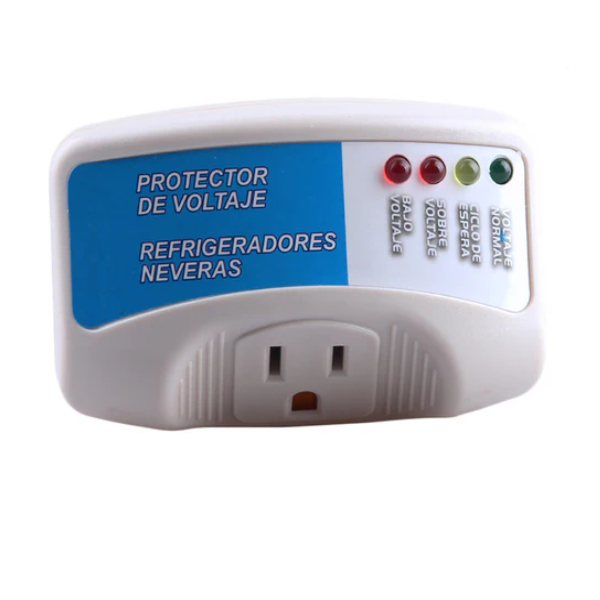 PROTECTOR
DE VOLTAJE
REFRIGERADORES
NEVERAS
BAJO
VOLTAJE
SOBRE
VOLTAJE
CICLO DE
ESPERA
VOLTAJE
NORMAL